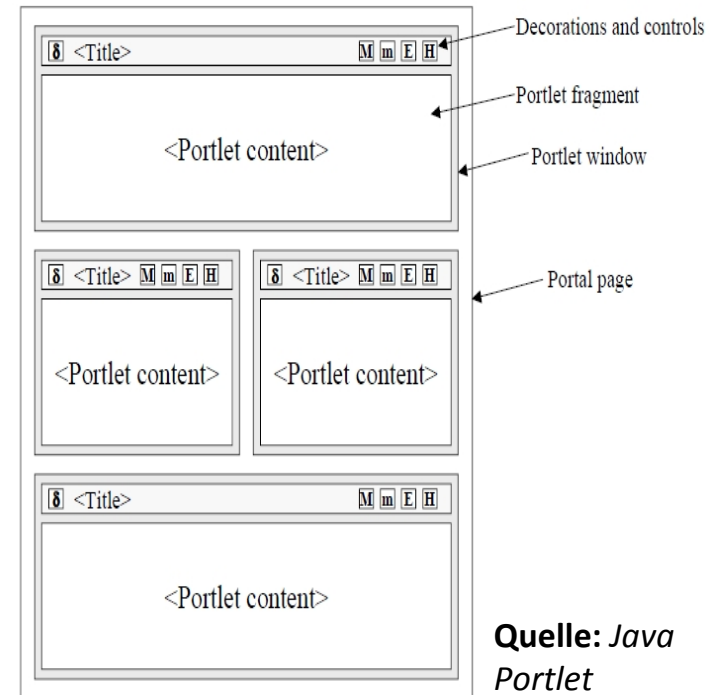 δ <Title> M m E H
Decorations and controls
<Portlet content>
Portlet fragment
Portlet window
δ <Title> M m E H
<Portlet content>
δ <Title> M m E H
<Portlet content>
Portal page
δ <Title> M m E H
<Portlet content>
Quelle: Java
Portlet